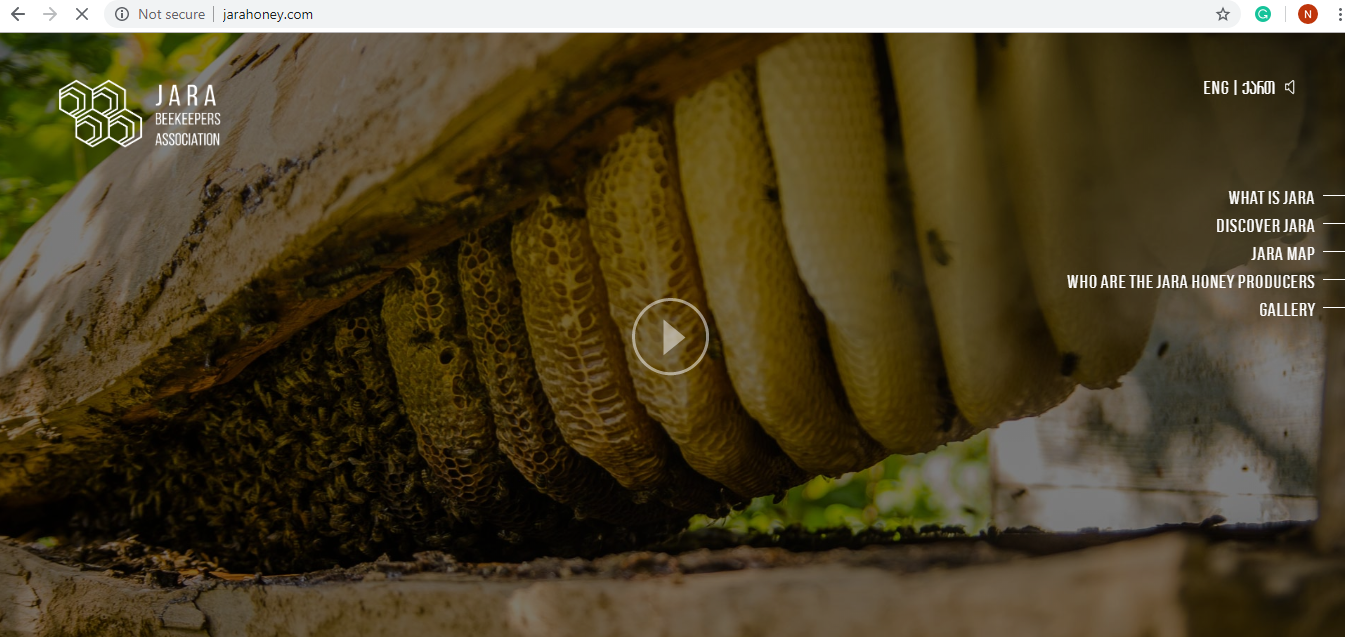 Not secure | jarahoney.com
N
JARA
BEEKEEPERS
ASSOCIATION
ENG | ქართ
WHAT IS JARA
DISCOVER JARA
JARA MAP
WHO ARE THE JARA HONEY PRODUCERS
GALLERY